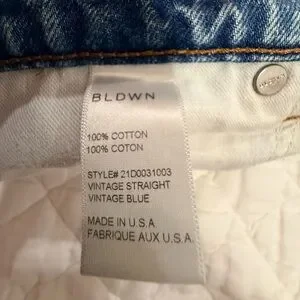 BLDWN
100% COTTON
100% COTON
STYLE# 21D0031003
VINTAGE STRAIGHT
VINTAGE BLUE
MADE IN U.S.A.
FABRIQUE AUX U.S.A.